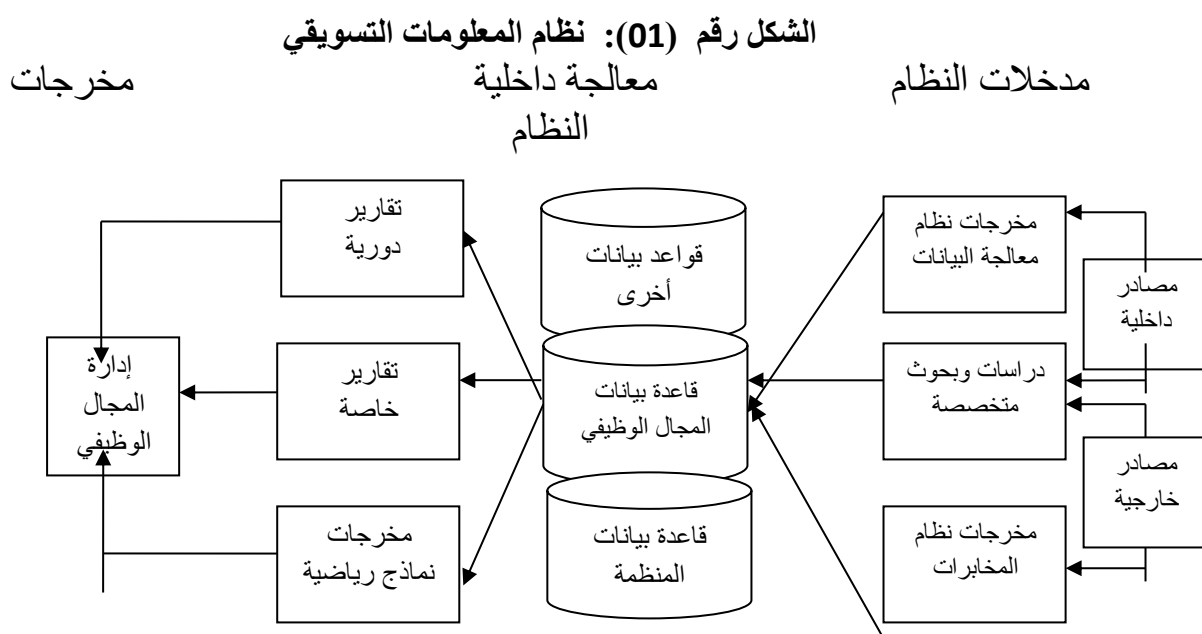 الشكل رقم (01): نظام المعلومات التسويقي
مدخلات النظام
معالجة داخلية
النظام
مخرجات
مصادر
داخلية
مصادر
خارجية
مخرجات نظام
معالجة البيانات
دراسات وبحوث
متخصصة
مخرجات نظام
المخابرات
قواعد بيانات
أخرى
قاعدة بيانات
المجال الوظيفي
قاعدة بيانات
المنظمة
تقارير
دورية
تقارير
خاصة
مخرجات
نماذج رياضية
إدارة
المجال
الوظيفي